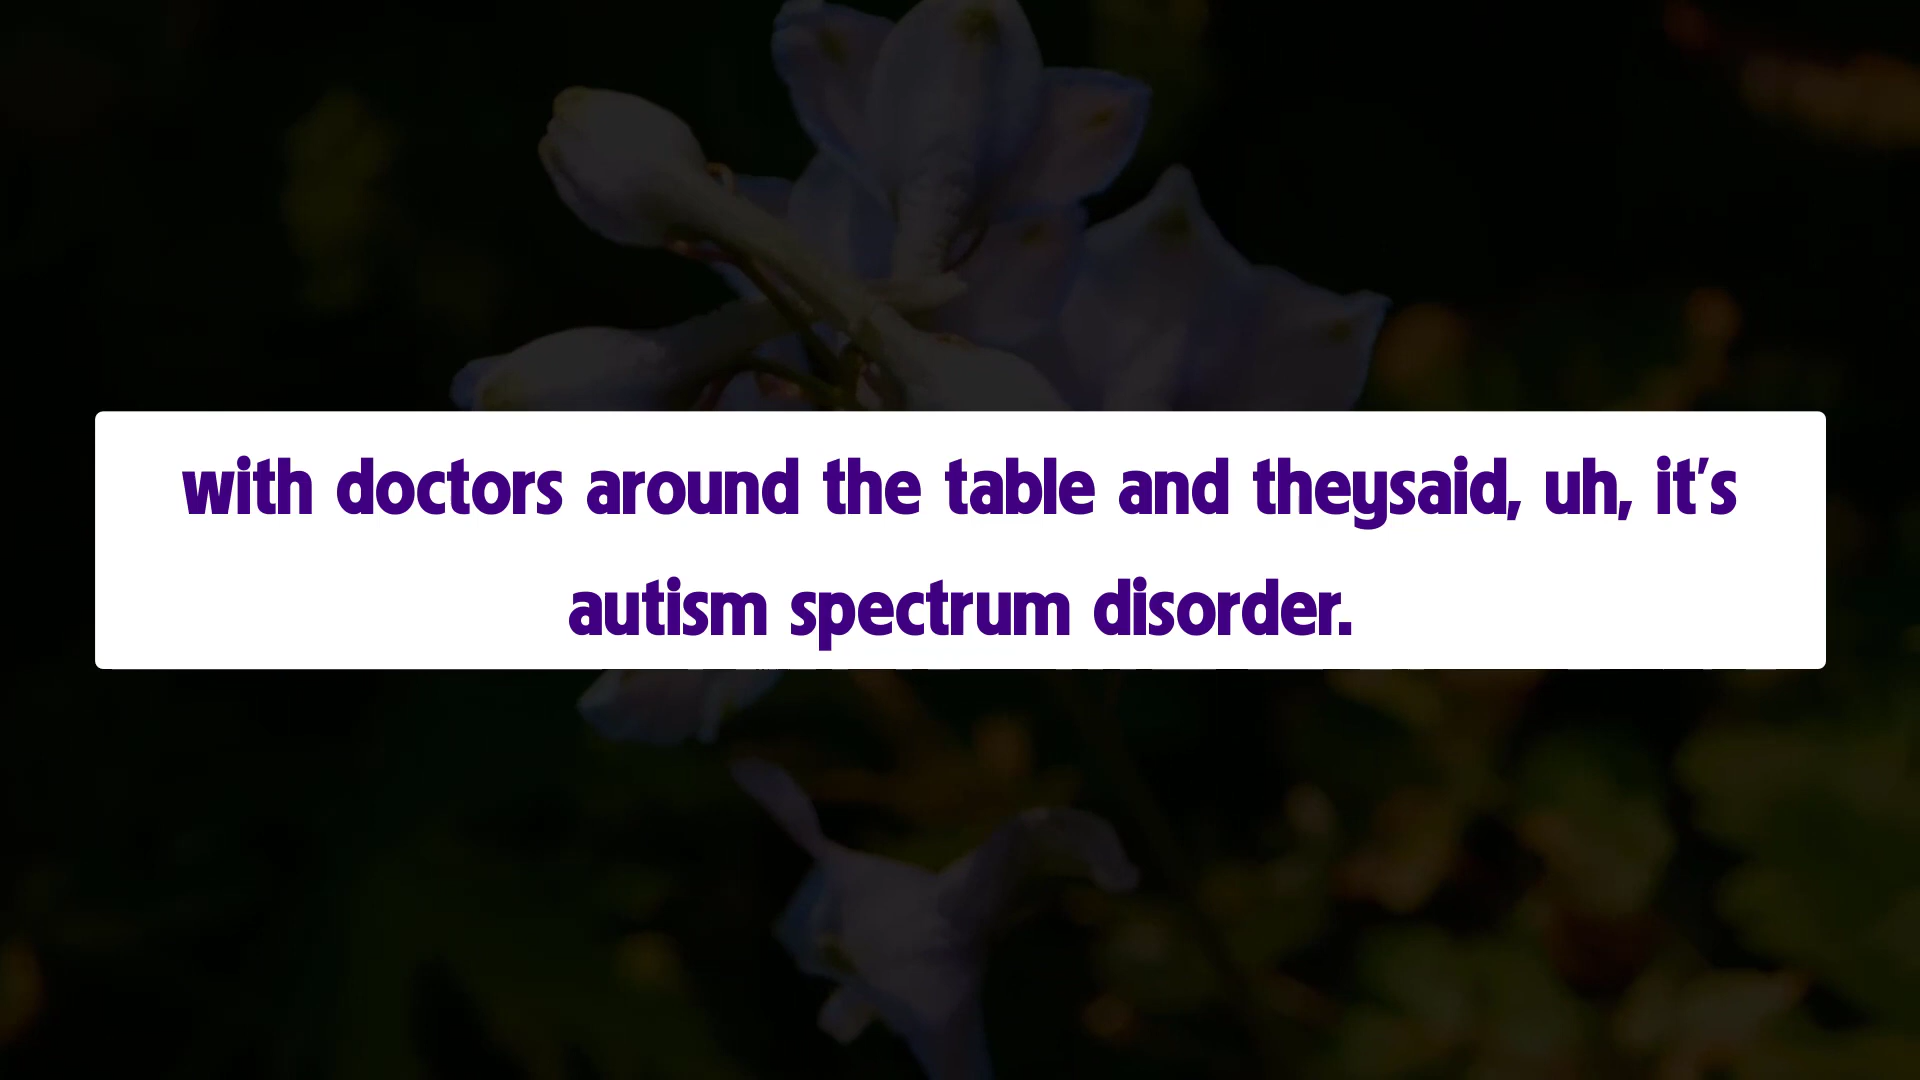 with doctors around the table and theysaid, uh, it's
autism spectrum disorder.